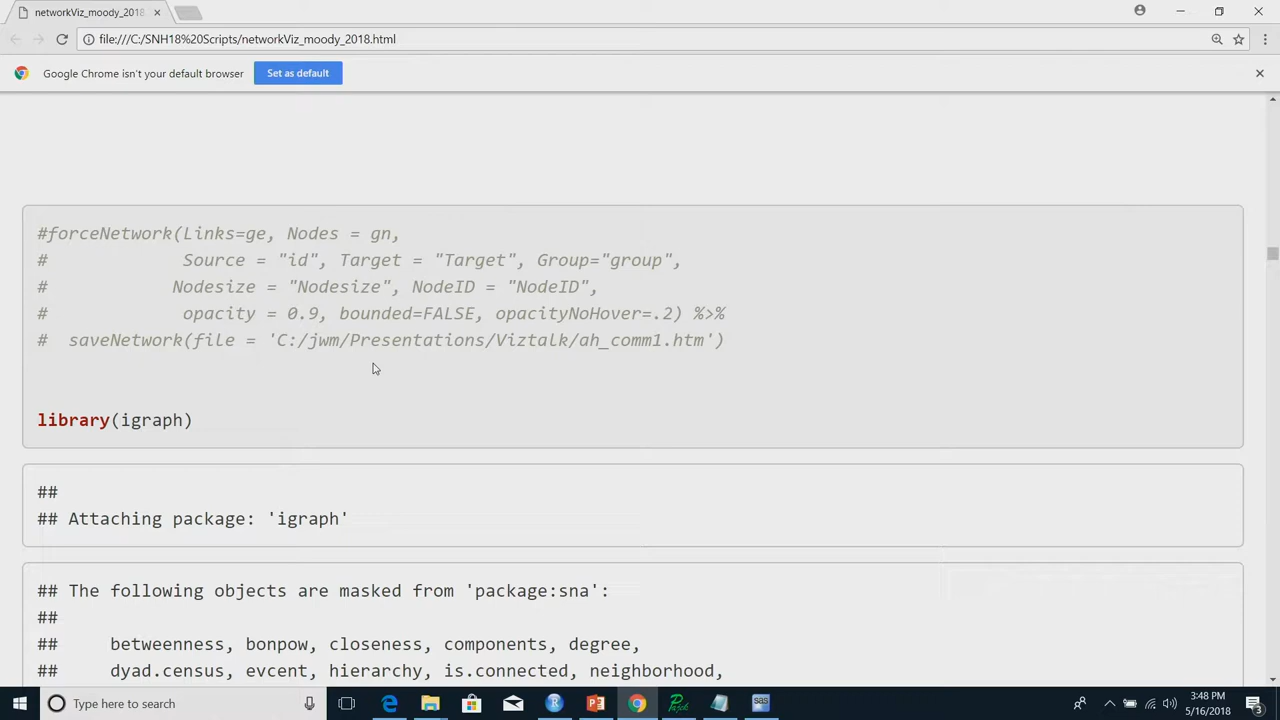 networkViz_moody_2018
file:///C:/SNH18%20Scripts/networkViz_moody_2018.html
Google Chrome isn't your default browser
Set as default
#forceNetwork(Links=ge, Nodes = gn,
# Source = "id", Target = "Target", Group="group",
# Nodesize = "Nodesize", NodeID = "NodeID",
# opacity = 0.9, bounded=FALSE, opacityNoHover=.2) %>%
# saveNetwork(file = 'C:/jwm/Presentations/Viztalk/ah_comm1.htm')
library(igraph)
##
## Attaching package: 'igraph'
## The following objects are masked from 'package:sna':
##
## betweenness, bonpow, closeness, components, degree,
## dyad.census, evcent, hierarchy, is.connected, neighborhood,
Type here to search
3:48 PM
5/16/2018
3